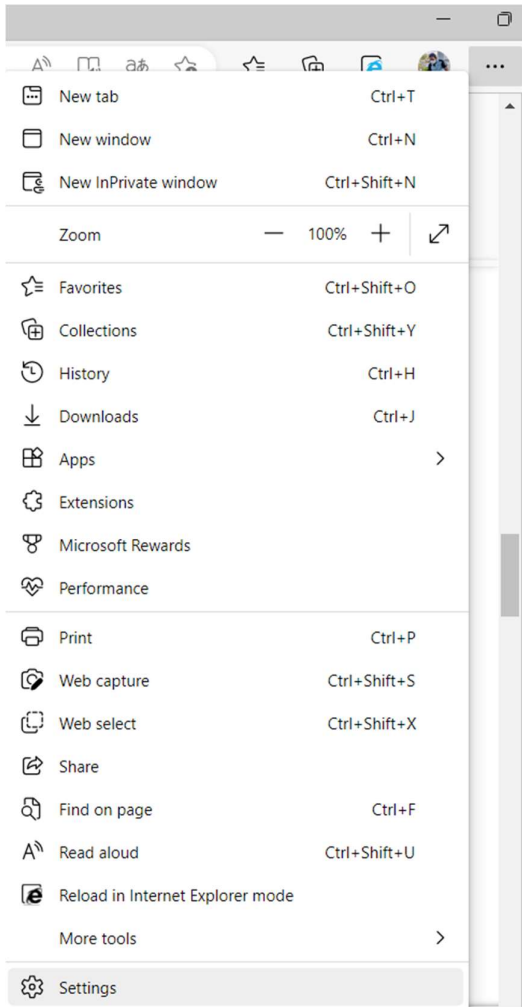 aあ
New tab Ctrl+T
New window Ctrl+N
New InPrivate window Ctrl+Shift+N
Zoom 100%
Favorites Ctrl+Shift+O
Collections Ctrl+Shift+Y
History Ctrl+H
Downloads Ctrl+J
Apps
Extensions
Microsoft Rewards
Performance
Print Ctrl+P
Web capture Ctrl+Shift+S
Web select Ctrl+Shift+X
Share
Find on page Ctrl+F
Read aloud Ctrl+Shift+U
Reload in Internet Explorer mode
More tools
Settings